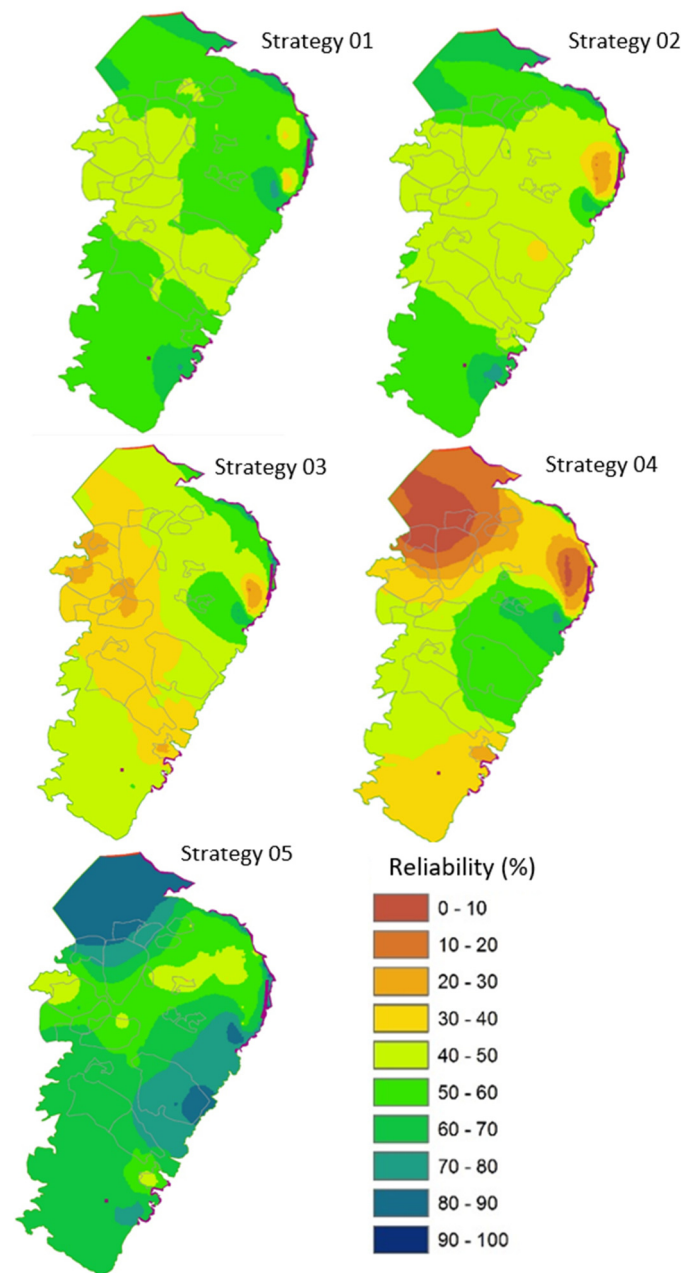 Strategy 01
Strategy 02
Strategy 03
Strategy 04
Strategy 05
Reliability (%)
0 - 10
10 - 20
20 - 30
30 - 40
40 - 50
50 - 60
60 - 70
70 - 80
80 - 90
90 - 100